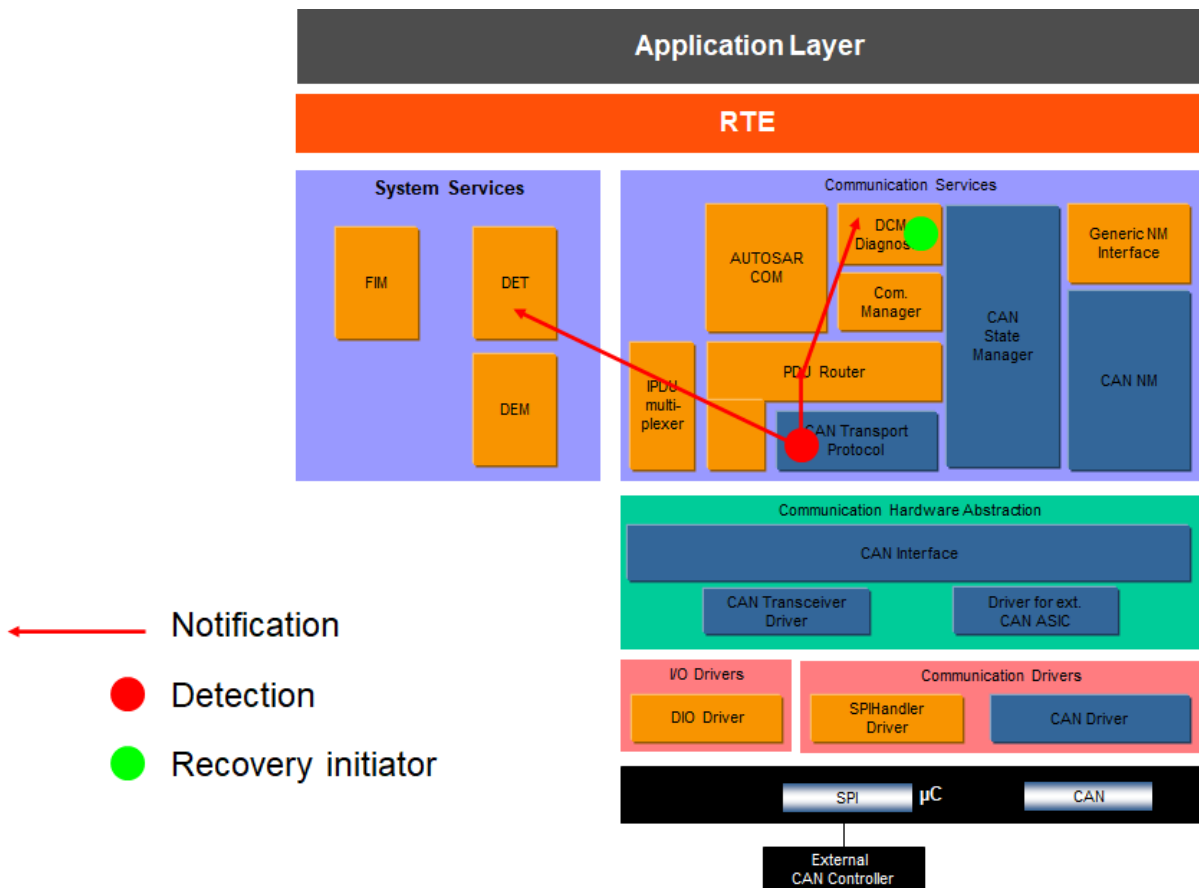 Application Layer
RTE
System Services
FIM
DET
DEM
Communication Services
AUTOSAR
COM
DCM
Com.
Manager
IPDU
multi-
plexer
PDU Router
CAN Transport
Protocol
CAN
State
Manager
Generic NM
Interface
CAN NM
Communication Hardware Abstraction
CAN Interface
CAN Transceiver
Driver
Driver for ext.
CAN ASIC
I/O Drivers
DIO Driver
Communication Drivers
SPIHandler
Driver
CAN Driver
SPI
µC
CAN
External
CAN Controller
Notification
Detection
Recovery initiator